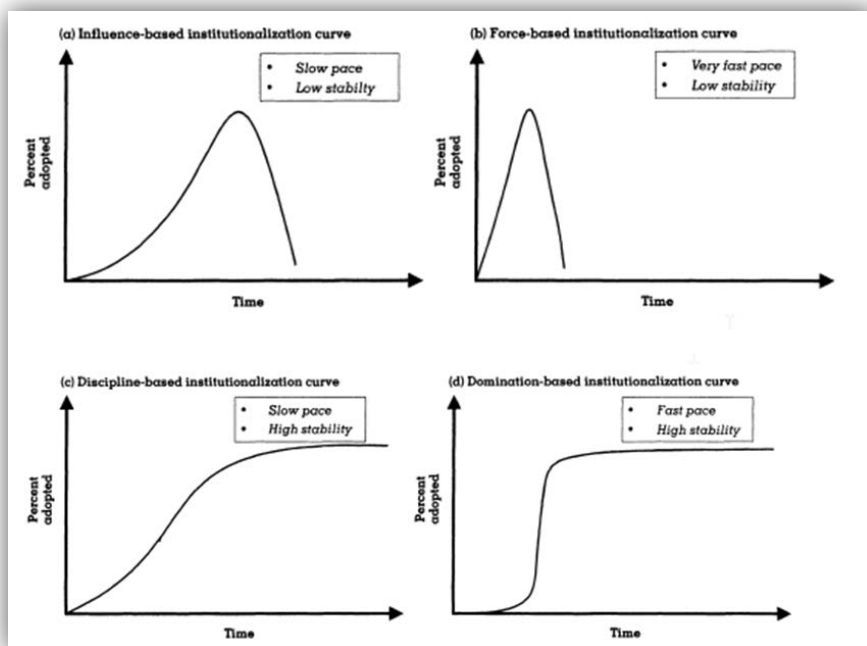 (a) Influence-based institutionalization curve
• Slow pace
• Low stabilty
Percent
adopted
Time
(b) Force-based institutionalization curve
• Very fast pace
• Low stability
Percent
adopted
Time
(c) Discipline-based institutionalization curve
• Slow pace
• High stability
Percent
adopted
Time
(d) Domination-based institutionalization curve
• Fast pace
• High stability
Percent
adopted
Time